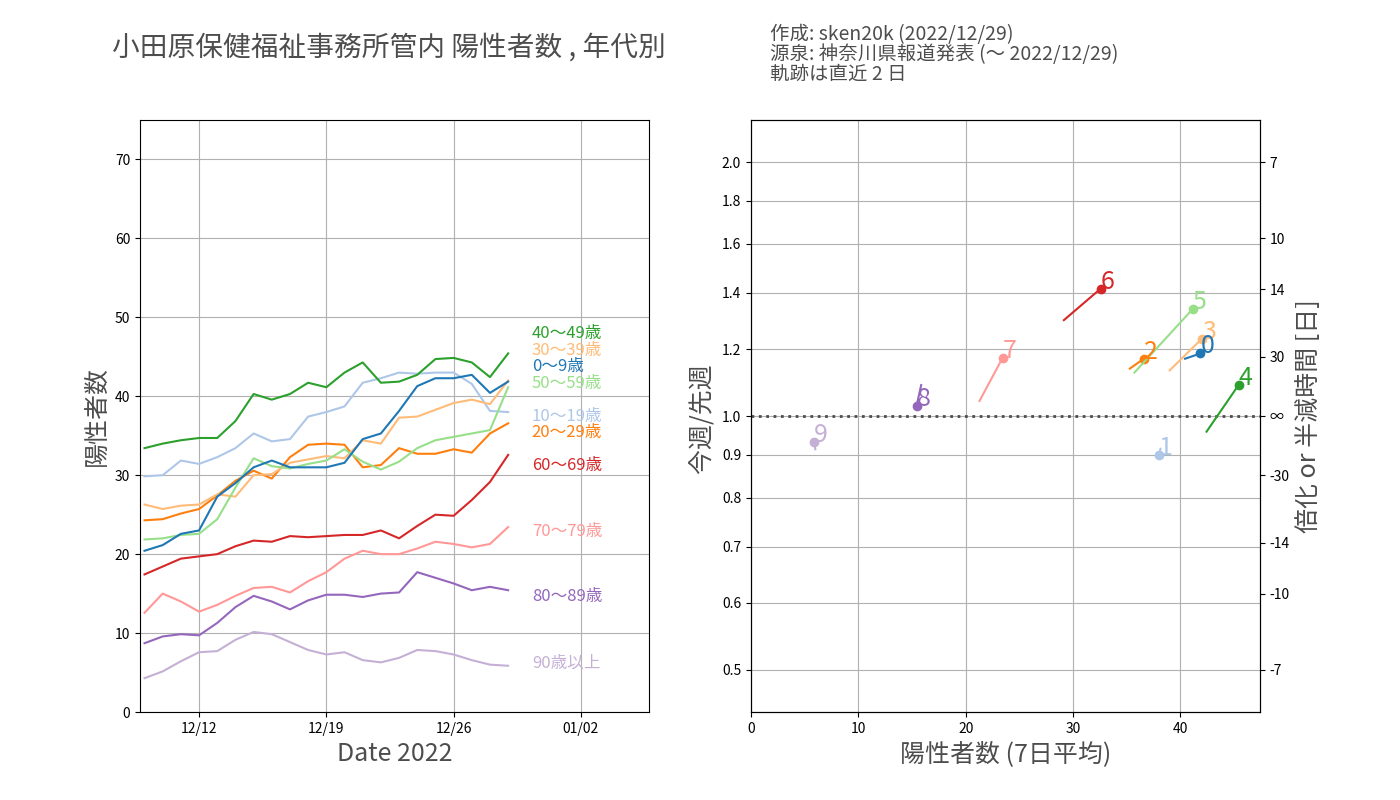 小田原保健福祉事務所管内 陽性者数 , 年代別
作成: sken20k (2022/12/29)
源泉: 神奈川県報道発表 (～ 2022/12/29)
軌跡は直近 2 日
陽性者数
70
60
50
40
30
20
10
0
40～49歳
30～39歳
0～9歳
50～59歳
10～19歳
20～29歳
60～69歳
70～79歳
80～89歳
90歳以上
12/12
12/19
12/26
01/02
Date 2022
今週/先週
2.0
1.8
1.6
1.4
1.2
1.0
0.9
0.8
0.7
0.6
0.5
6
5
3
0
2
7
4
8
9
1
0
10
20
30
40
陽性者数 (7日平均)
7
10
14
30
∞
-30
-14
-10
-7
倍化 or 半減時間 [日]